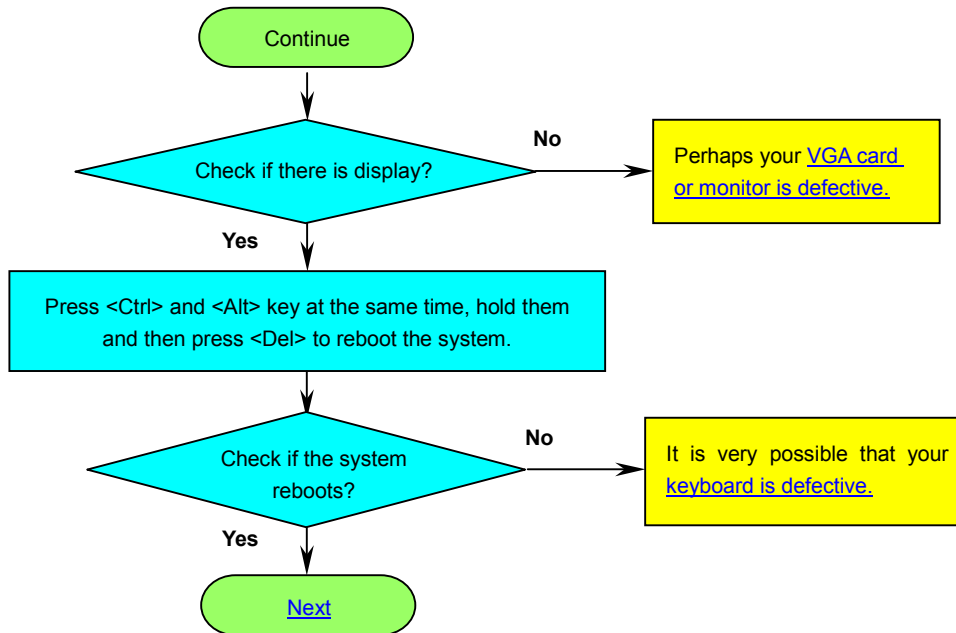 Continue
Check if there is display?
No
Perhaps your VGA card
or monitor is defective.
Yes
Press <Ctrl> and <Alt> key at the same time, hold them
and then press <Del> to reboot the system.
Check if the system
reboots?
No
It is very possible that your
keyboard is defective.
Yes
Next